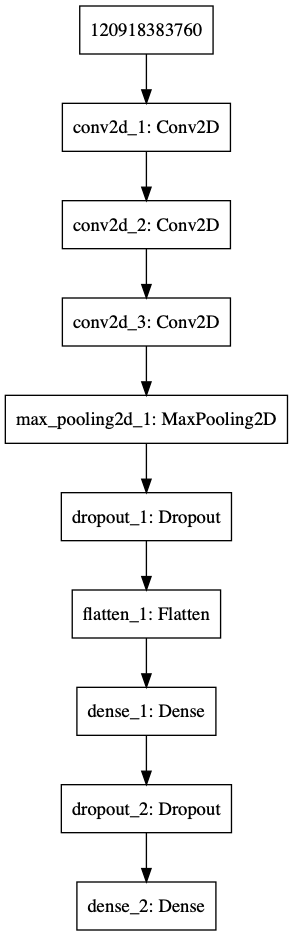 120918383760
conv2d_1: Conv2D
conv2d_2: Conv2D
conv2d_3: Conv2D
max_pooling2d_1: MaxPooling2D
dropout_1: Dropout
flatten_1: Flatten
dense_1: Dense
dropout_2: Dropout
dense_2: Dense